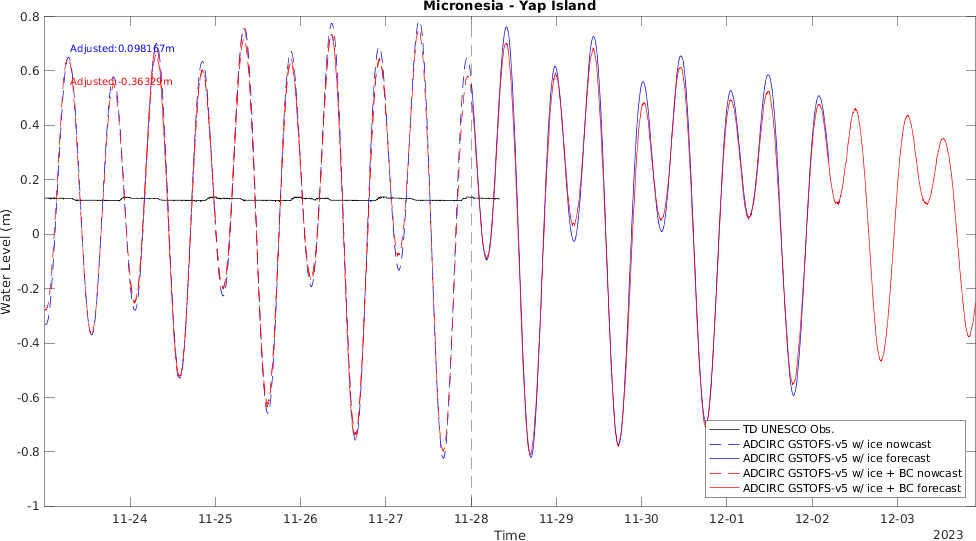 Micronesia - Yap Island
Adjusted:0.098167m
Adjusted:-0.36329m
0.8
0.6
0.4
0.2
0
-0.2
-0.4
-0.6
-0.8
-1
Water Level (m)
11-24
11-25
11-26
11-27
11-28
11-29
11-30
12-01
12-02
12-03
Time
2023
TD UNESCO Obs.
ADCIRC GSTOFS-v5 w/ ice nowcast
ADCIRC GSTOFS-v5 w/ ice forecast
ADCIRC GSTOFS-v5 w/ ice + BC nowcast
ADCIRC GSTOFS-v5 w/ ice + BC forecast